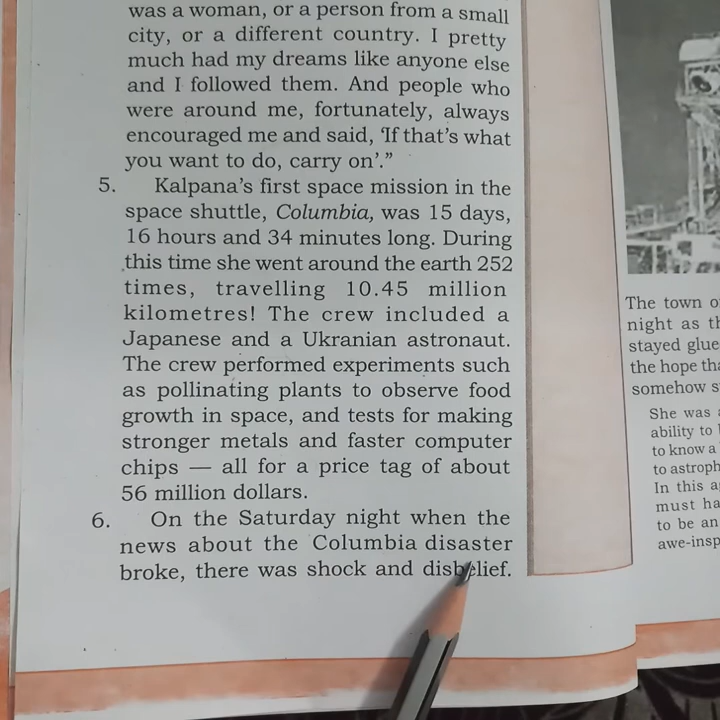 was a woman, or a person from a small
city, or a different country. I pretty
much had my dreams like anyone else
and I followed them. And people who
were around me, fortunately, always
encouraged me and said, 'If that's what
you want to do, carry on'."
5. Kalpana's first space mission in the
space shuttle, Columbia, was 15 days,
16 hours and 34 minutes long. During
this time she went around the earth 252
times, travelling 10.45 million
kilometres! The crew included a
Japanese and a Ukranian astronaut.
The crew performed experiments such
as pollinating plants to observe food
growth in space, and tests for making
stronger metals and faster computer
chips — all for a price tag of about
56 million dollars.
6. On the Saturday night when the
news about the Columbia disaster
broke, there was shock and disbelief.
The town
night as
stayed
the hope
somehow
She was
ability to
to know a
to
In this
must
to be an